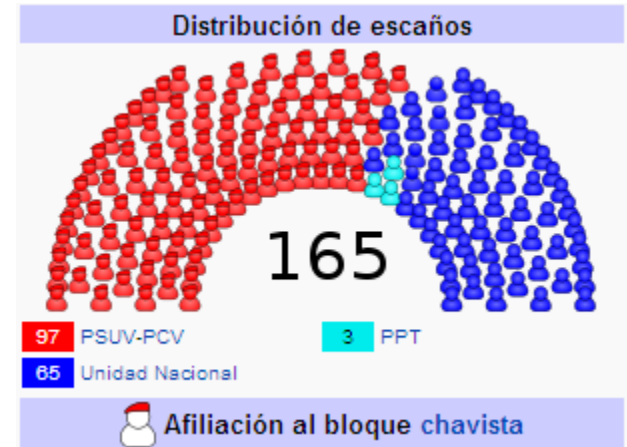 Distribución de escaños
165
97 PSUV-PCV 3 PPT
65 Unidad Nacional
Afiliación al bloque chavista